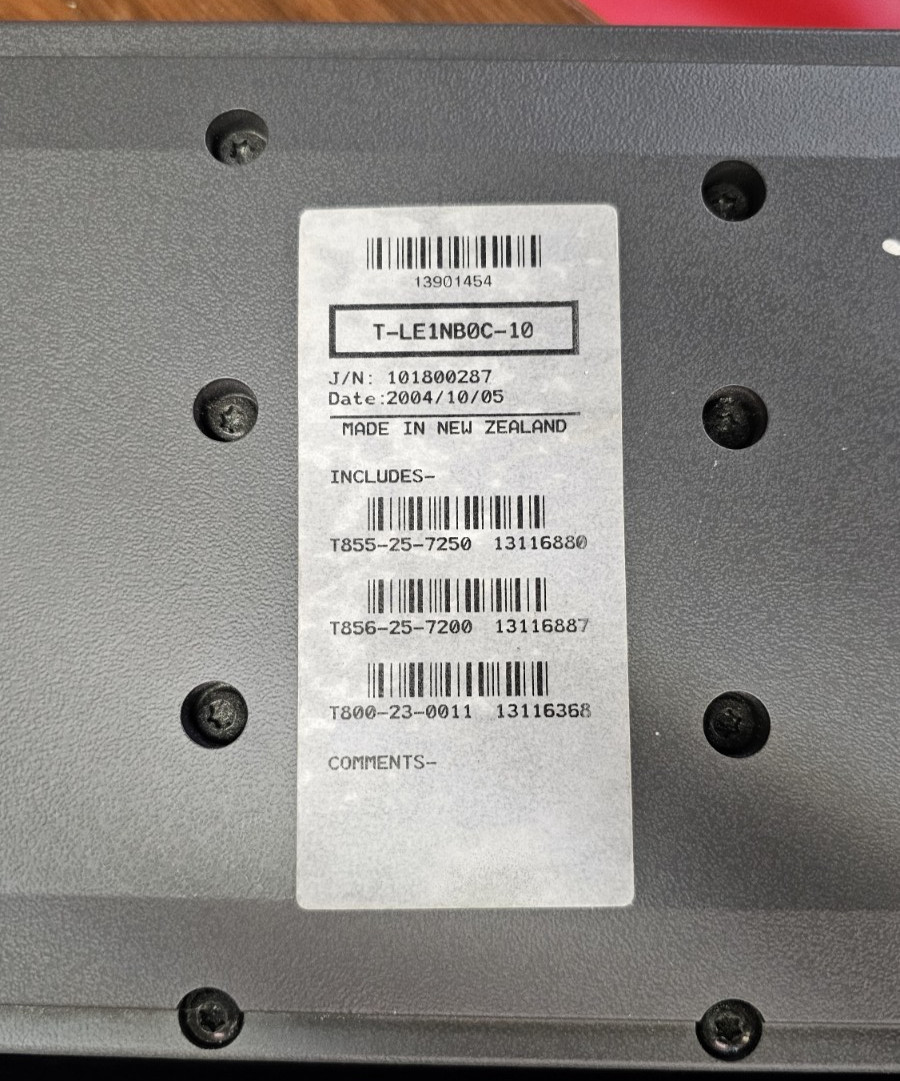 13901454
T-LE1NB0C-10
J/N: 101800287
Date:2004/10/05
MADE IN NEW ZEALAND
INCLUDES-
T855-25-7250 13116880
T856-25-7200 13116887
T800-23-0011 13116368
COMMENTS-